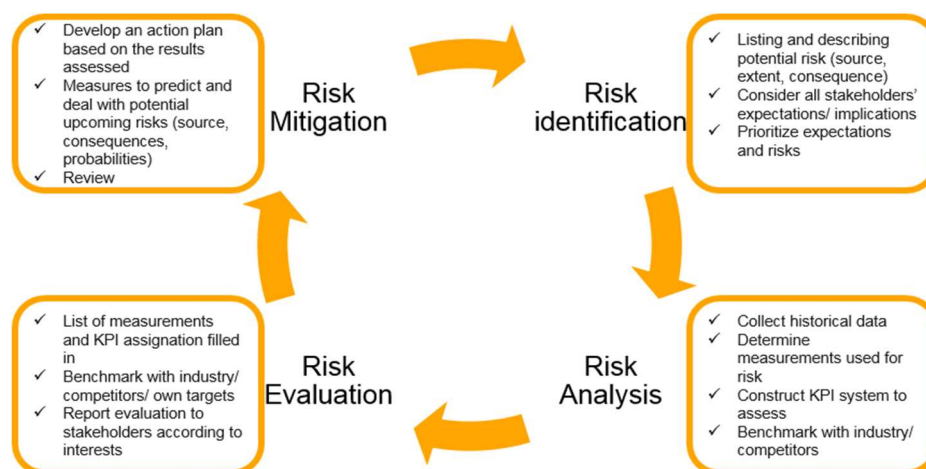 ✓ Develop an action plan
based on the results
assessed
✓ Measures to predict and
deal with potential
upcoming risks (source,
consequences,
probabilities)
✓ Review
Risk
Mitigation
Risk
identification
✓ Listing and describing
potential risk (source,
extent, consequence)
✓ Consider all stakeholders’
expectations/ implications
✓ Prioritize expectations
and risks
✓ List of measurements
and KPI assignation filled
in
✓ Benchmark with industry/
competitors/ own targets
✓ Report evaluation to
stakeholders according to
interests
Risk
Evaluation
Risk
Analysis
✓ Collect historical data
✓ Determine
measurements used for
risk
✓ Construct KPI system to
assess
✓ Benchmark with industry/
competitors